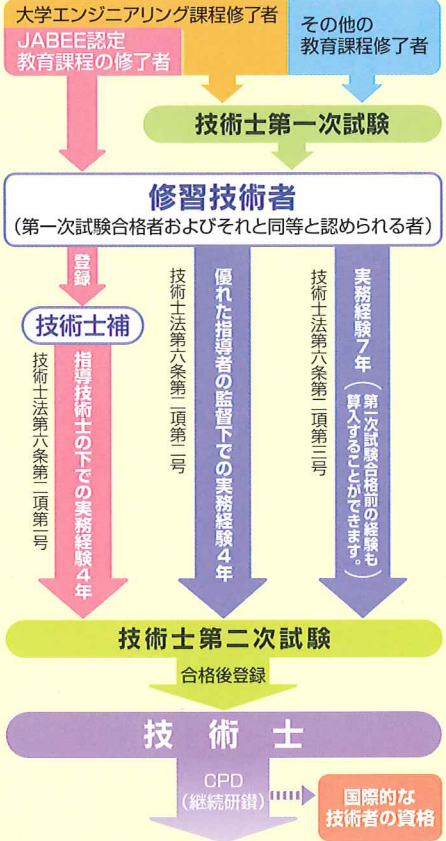 大学エンジニアリング課程修了者
JABEE認定
教育課程の修了者
その他の
教育課程修了者
技術士第一次試験
修習技術者
(第一次試験合格者およびそれと同等と認められる者)
登録
技術士補
指導技術士の下での実務経験4年
技術士法第六条第二項第一号
優れた指導者の監督下での実務経験4年
技術士法第六条第二項第二号
実務経験7年
(第一次試験合格前の経験も
算入することができます。)
技術士法第六条第二項第三号
技術士第二次試験
合格後登録
技術士
CPD
(継続研鑽)
国際的な
技術者の資格